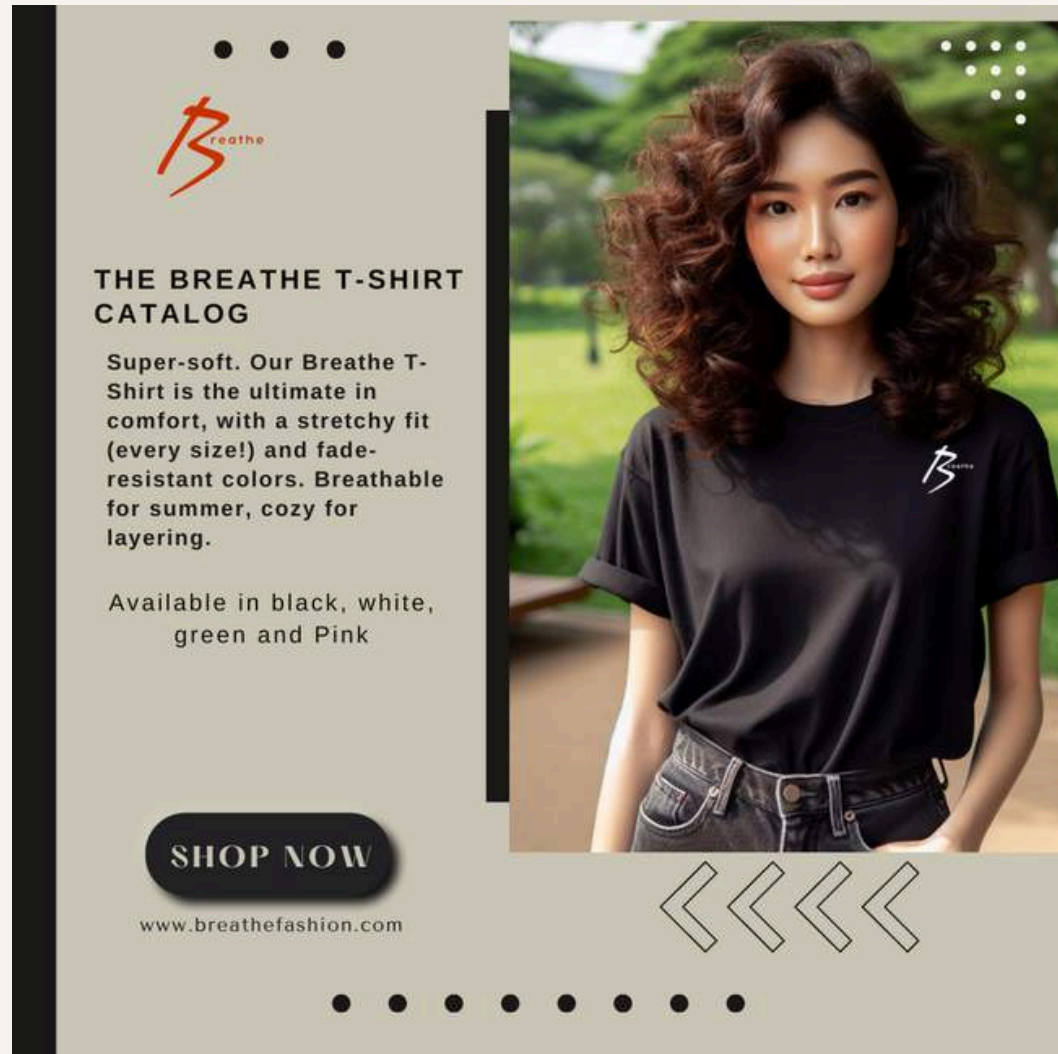 Breathe
THE BREATHE T-SHIRT
CATALOG
Super-soft. Our Breathe T-
Shirt is the ultimate in
comfort, with a stretchy fit
(every size!) and fade-
resistant colors. Breathable
for summer, cozy for
layering.
Available in black, white,
green and Pink
SHOP NOW
www.breathefashion.com
Breathe